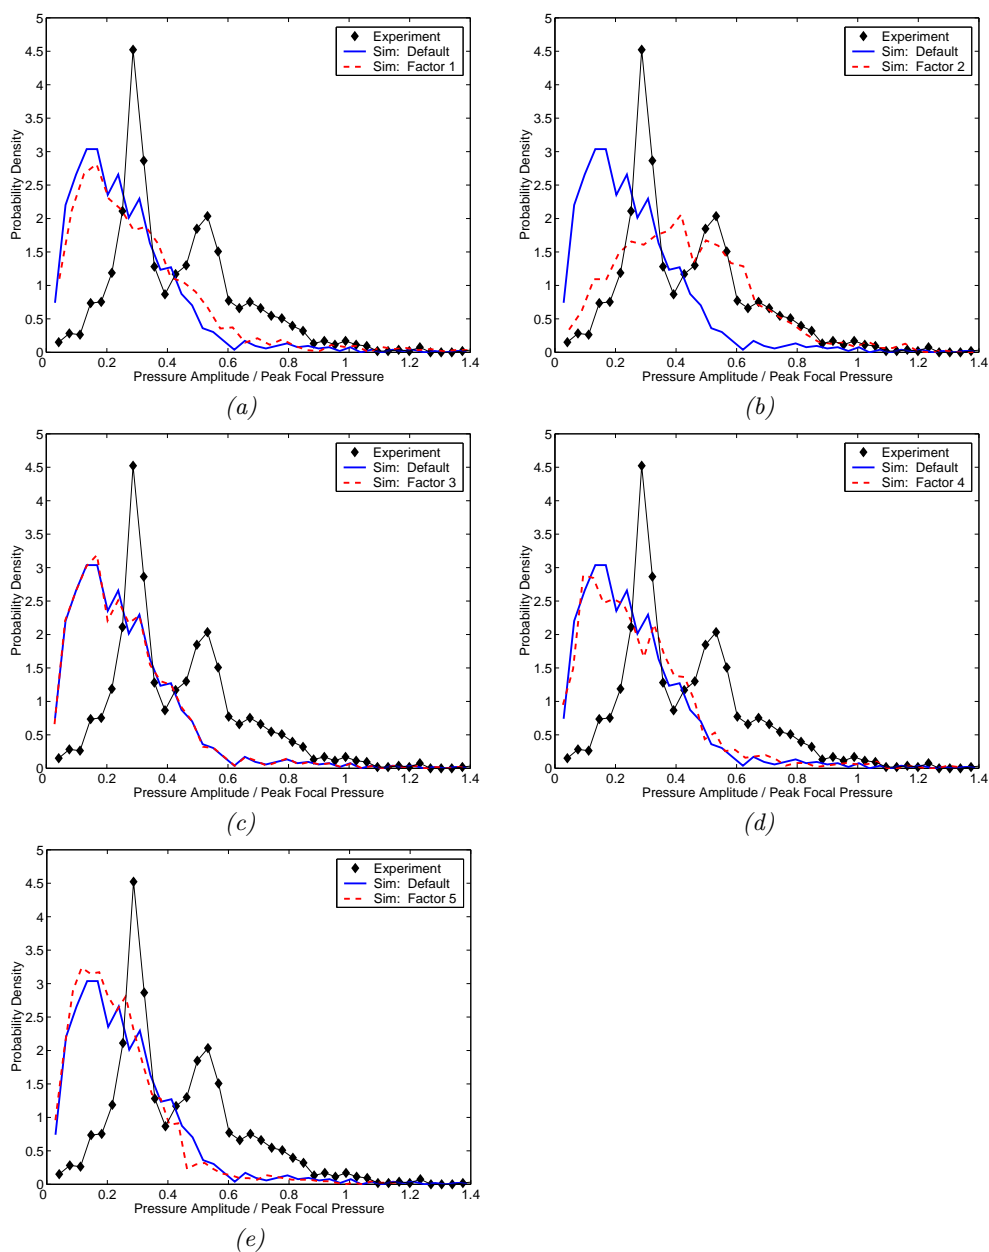 5
4.5
4
3.5
3
2.5
2
1.5
1
0.5
0
Probability Density
Experiment
Sim: Default
Sim: Factor 1
0 0.2 0.4 0.6 0.8 1 1.2 1.4
Pressure Amplitude / Peak Focal Pressure
(a)
5
4.5
4
3.5
3
2.5
2
1.5
1
0.5
0
Probability Density
Experiment
Sim: Default
Sim: Factor 2
0 0.2 0.4 0.6 0.8 1 1.2 1.4
Pressure Amplitude / Peak Focal Pressure
(b)
5
4.5
4
3.5
3
2.5
2
1.5
1
0.5
0
Probability Density
Experiment
Sim: Default
Sim: Factor 3
0 0.2 0.4 0.6 0.8 1 1.2 1.4
Pressure Amplitude / Peak Focal Pressure
(c)
5
4.5
4
3.5
3
2.5
2
1.5
1
0.5
0
Probability Density
Experiment
Sim: Default
Sim: Factor 4
0 0.2 0.4 0.6 0.8 1 1.2 1.4
Pressure Amplitude / Peak Focal Pressure
(d)
5
4.5
4
3.5
3
2.5
2
1.5
1
0.5
0
Probability Density
Experiment
Sim: Default
Sim: Factor 5
0 0.2 0.4 0.6 0.8 1 1.2 1.4
Pressure Amplitude / Peak Focal Pressure
(e)